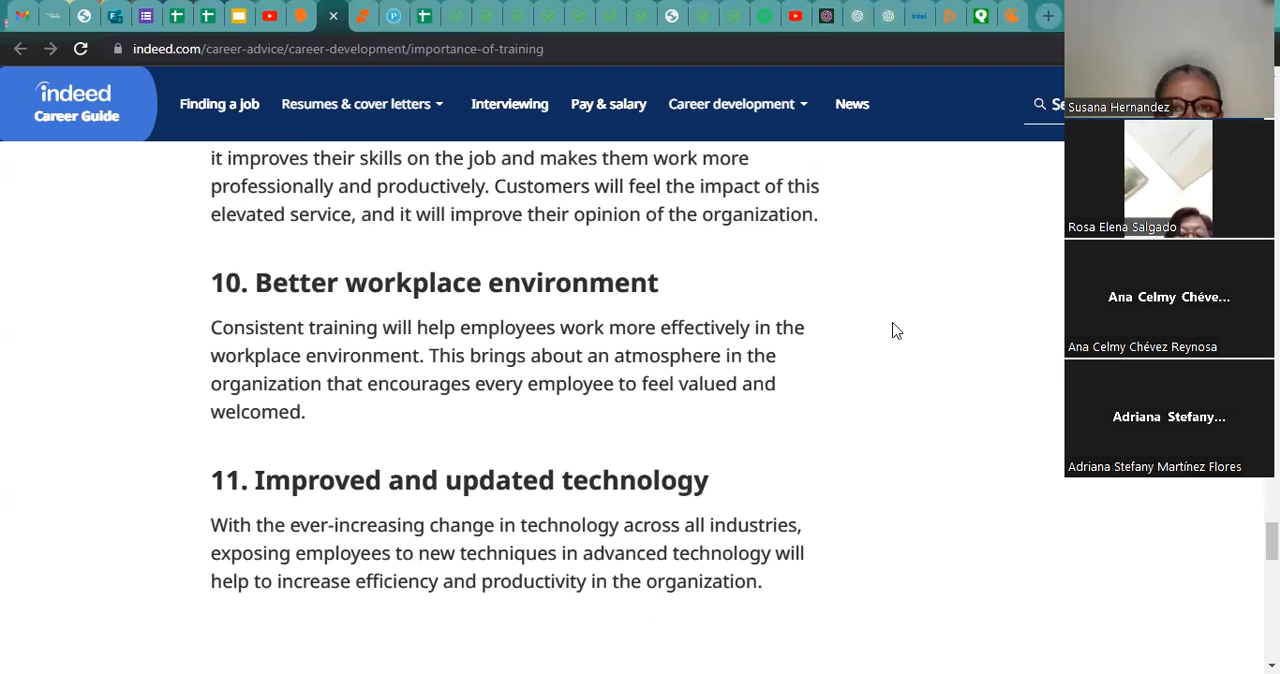 indeed.com/career-advice/career-development/importance-of-training
indeed
Career Guide
Finding a job
Resumes & cover letters
Interviewing
Pay & salary
Career development
News
it improves their skills on the job and makes them work more
professionally and productively. Customers will feel the impact of this
elevated service, and it will improve their opinion of the organization.
10. Better workplace environment
Consistent training will help employees work more effectively in the
workplace environment. This brings about an atmosphere in the
organization that encourages every employee to feel valued and
welcomed.
11. Improved and updated technology
With the ever-increasing change in technology across all industries,
exposing employees to new techniques in advanced technology will
help to increase efficiency and productivity in the organization.
Susana Hernandez
Rosa Elena Salgado
Ana Celmy Chéve...
Ana Celmy Chévez Reynosa
Adriana Stefany...
Adriana Stefany Martínez Flores